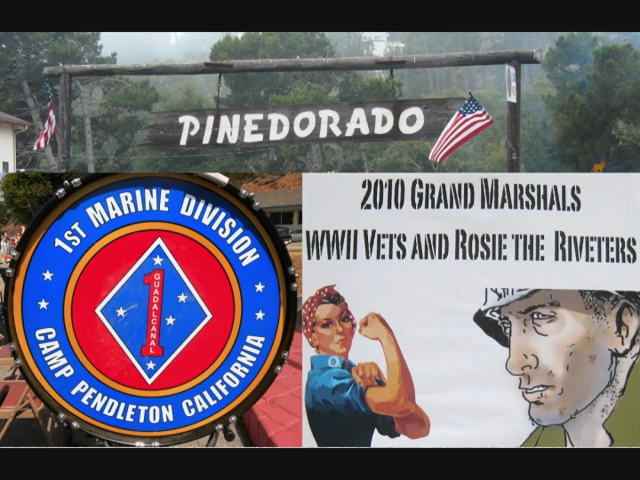 PINEDORADO
1ST MARINE DIVISION
1
GUADALCANAL
CAMP PENDLETON CALIFORNIA
2010 GRAND MARSHALS
WWII VETS AND ROSIE THE RIVETERS